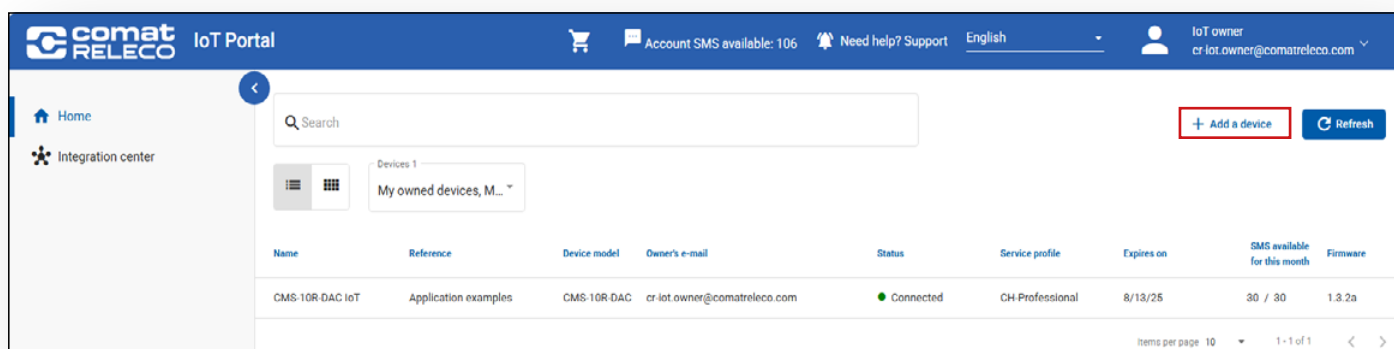 comat
RELECO
IoT Portal
Account SMS available: 106
Need help? Support
English
IoT owner
cr-iot.owner@comatreleco.com
Home
Integration center
Search
+ Add a device
Refresh
Devices 1
My owned devices, M...
Name Reference Device model Owner's e-mail Status Service profile Expires on SMS available for this month Firmware
CMS-10R-DAC IoT Application examples CMS-10R-DAC cr-iot.owner@comatreleco.com Connected CH-Professional 8/13/25 30 / 30 1.3.2a
Items per page 10 1 - 1 of 1